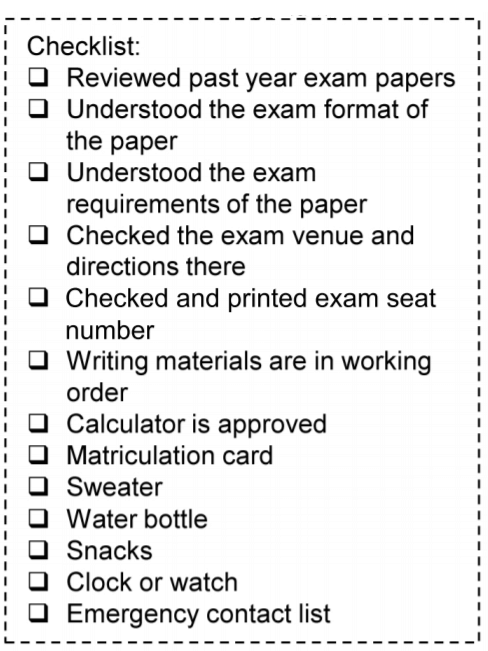 Checklist:
❑ Reviewed past year exam papers
❑ Understood the exam format of
the paper
❑ Understood the exam
requirements of the paper
❑ Checked the exam venue and
directions there
❑ Checked and printed exam seat
number
❑ Writing materials are in working
order
❑ Calculator is approved
❑ Matriculation card
❑ Sweater
❑ Water bottle
❑ Snacks
❑ Clock or watch
❑ Emergency contact list